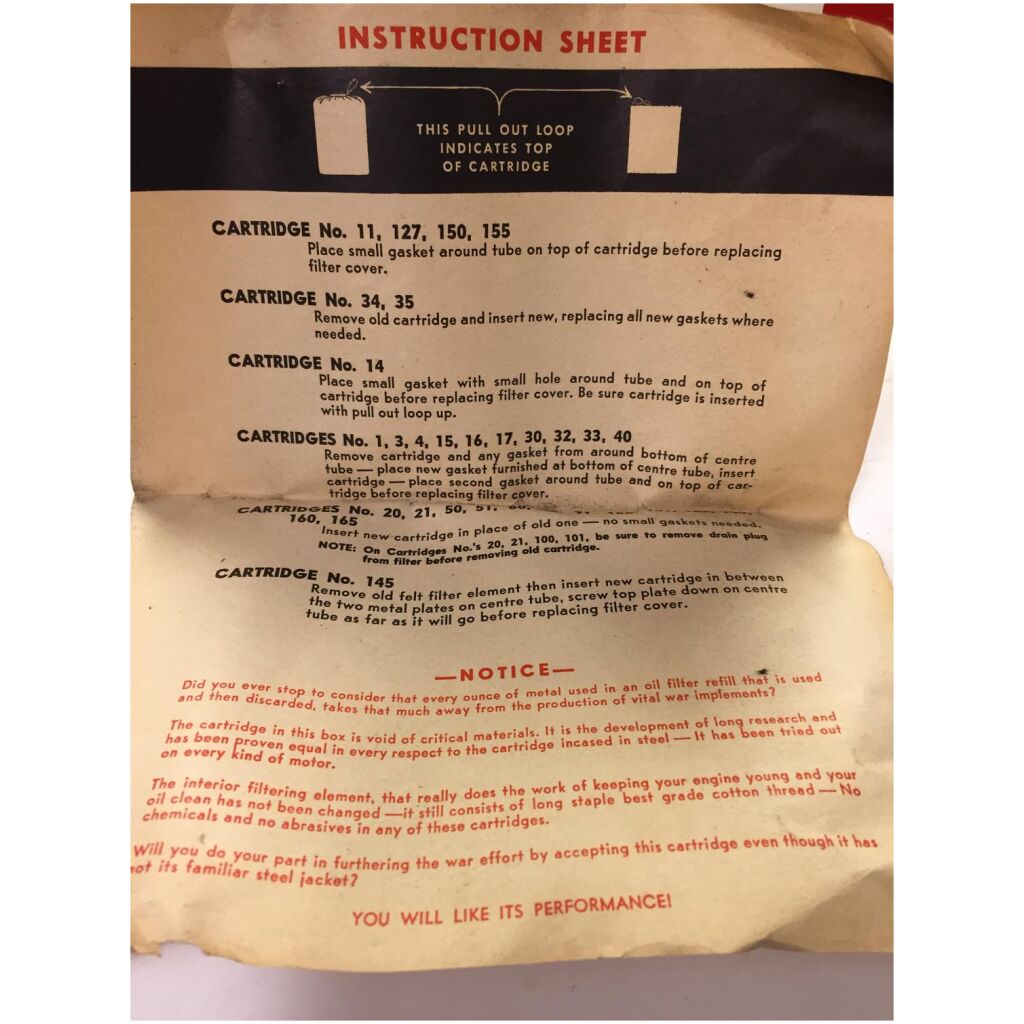 INSTRUCTION SHEET
THIS PULL OUT LOOP
INDICATES TOP
OF CARTRIDGE
CARTRIDGE No. 11, 127, 150, 155
Place small gasket around tube on top of cartridge before replacing
filter cover.
CARTRIDGE No. 34, 35
Remove old cartridge and insert new, replacing all new gaskets where
needed.
CARTRIDGE No. 14
Place small gasket with small hole around tube and on top of
cartridge before replacing filter cover. Be sure cartridge is inserted
with pull out loop up.
CARTRIDGES No. 1, 3, 4, 15, 16, 17, 30, 32, 33, 40
Remove cartridge and any gasket from around bottom of centre
tube — place new gasket furnished at bottom of centre tube, insert
cartridge — place second gasket around tube and on top of car-
tridge before replacing filter cover.
CARTRIDGES No. 20, 21, 50, 51,
160, 165
Insert new cartridge in place of old one — no small gaskets needed.
NOTE: On Cartridges No.'s 20, 21, 100, 101, be sure to remove drain plug
from filter before removing old cartridge.
CARTRIDGE No. 145
Remove old felt filter element then insert new cartridge in between
the two metal plates on centre tube, screw top plate down on centre
tube as far as it will go before replacing filter cover.
—NOTICE—
Did you ever stop to consider that every ounce of metal used in an oil filter refill that is used
and then discarded, takes that much away from the production of vital war implements?
The cartridge in this box is void of critical materials. It is the development of long research and
has been proven equal in every respect to the cartridge incased in steel — It has been tried out
on every kind of motor.
The interior filtering element, that really does the work of keeping your engine young and your
oil clean has not been changed —it still consists of long staple best grade cotton thread — No
chemicals and no abrasives in any of these cartridges.
Will you do your part in furthering the war effort by accepting this cartridge even though it has
not its familiar steel jacket?
YOU WILL LIKE ITS PERFORMANCE!